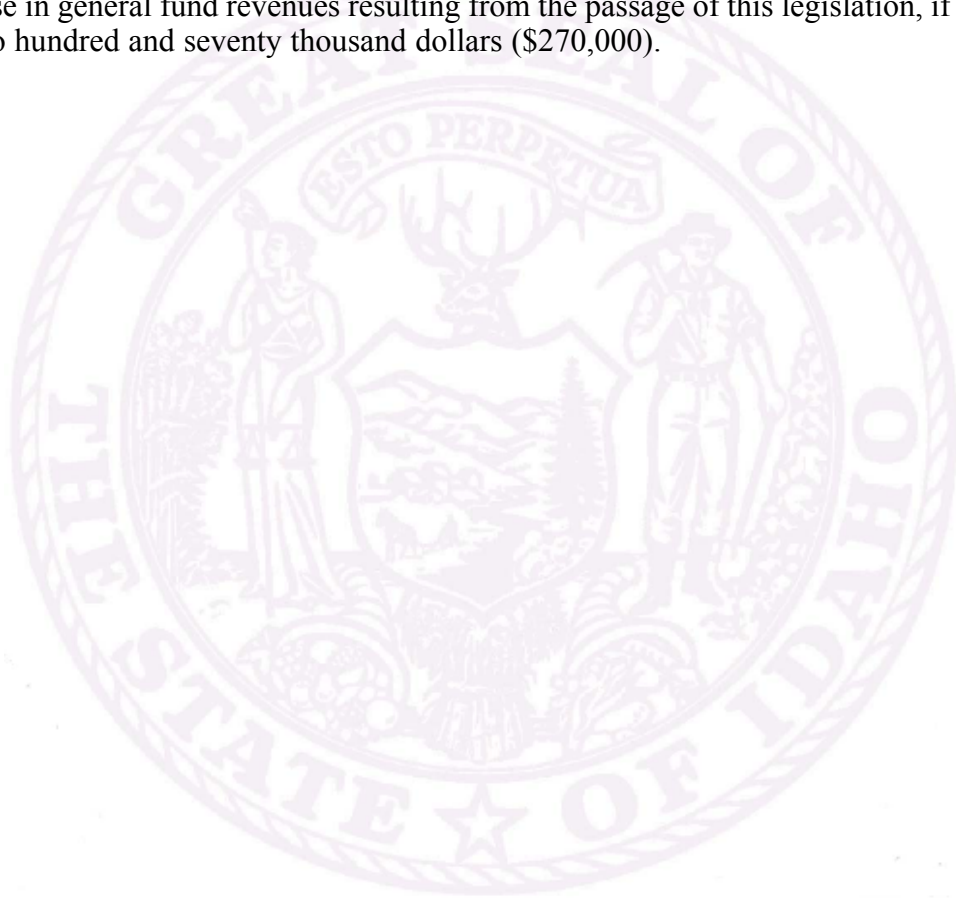 se in general fund revenues resulting from the passage of this legislation, if
o hundred and seventy thousand dollars ($270,000).
GREAT SEAL OF
ESTO PERPETUA
THE STATE OF IDAHO